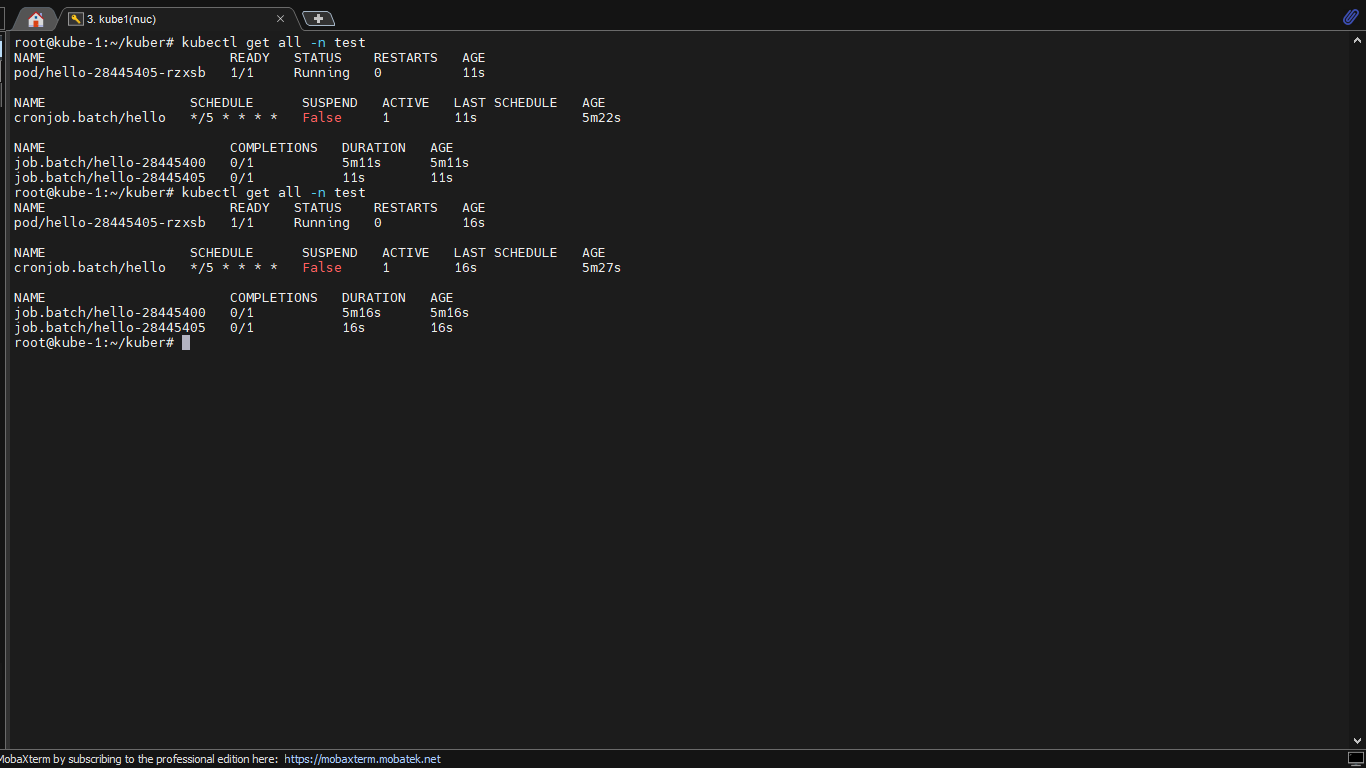 3. kube1(nuc)
root@kube-1:~/kuber# kubectl get all -n test
NAME                       READY   STATUS    RESTARTS   AGE
pod/hello-28445405-rzxsb   1/1     Running   0          11s

NAME                  SCHEDULE      SUSPEND   ACTIVE   LAST SCHEDULE   AGE
cronjob.batch/hello   */5 * * * *   False     1        11s             5m22s

NAME                       COMPLETIONS   DURATION   AGE
job.batch/hello-28445400   0/1           5m11s      5m11s
job.batch/hello-28445405   0/1           11s        11s
root@kube-1:~/kuber# kubectl get all -n test
NAME                       READY   STATUS    RESTARTS   AGE
pod/hello-28445405-rzxsb   1/1     Running   0          16s

NAME                  SCHEDULE      SUSPEND   ACTIVE   LAST SCHEDULE   AGE
cronjob.batch/hello   */5 * * * *   False     1        16s             5m27s

NAME                       COMPLETIONS   DURATION   AGE
job.batch/hello-28445400   0/1           5m16s      5m16s
job.batch/hello-28445405   0/1           16s        16s
root@kube-1:~/kuber#
MobaXterm by subscribing to the professional edition here: https://mobaxterm.mobatek.net